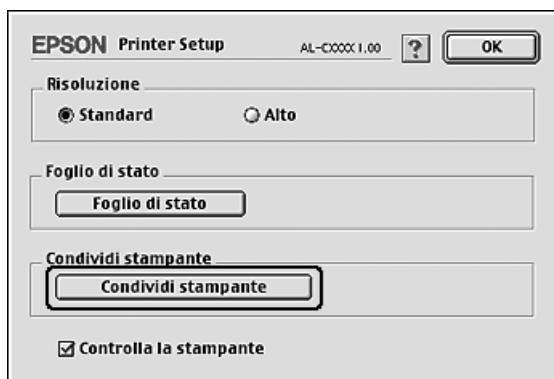 EPSON Printer Setup AL-CXXXX 1.00 ? OK
Risoluzione
Standard Alto
Foglio di stato
Foglio di stato
Condividi stampante
Condividi stampante
Controlla la stampante